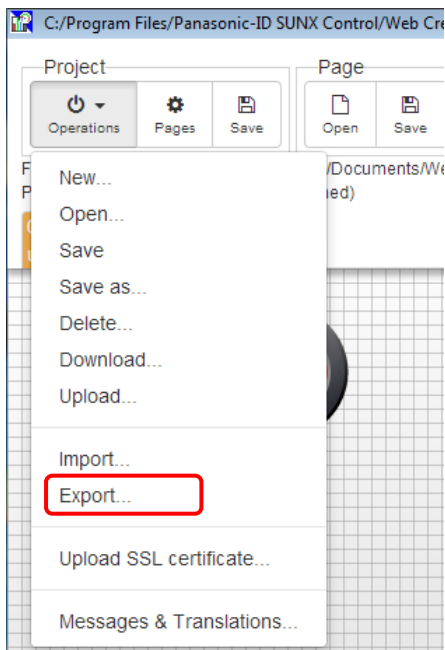 C:/Program Files/Panasonic-ID SUNX Control/Web Cre
Project
Page
Operations
Pages
Save
Open
Save
/Documents/We
ned)
New...
Open...
Save
Save as...
Delete...
Download...
Upload...
Import...
Export...
Upload SSL certificate...
Messages & Translations...